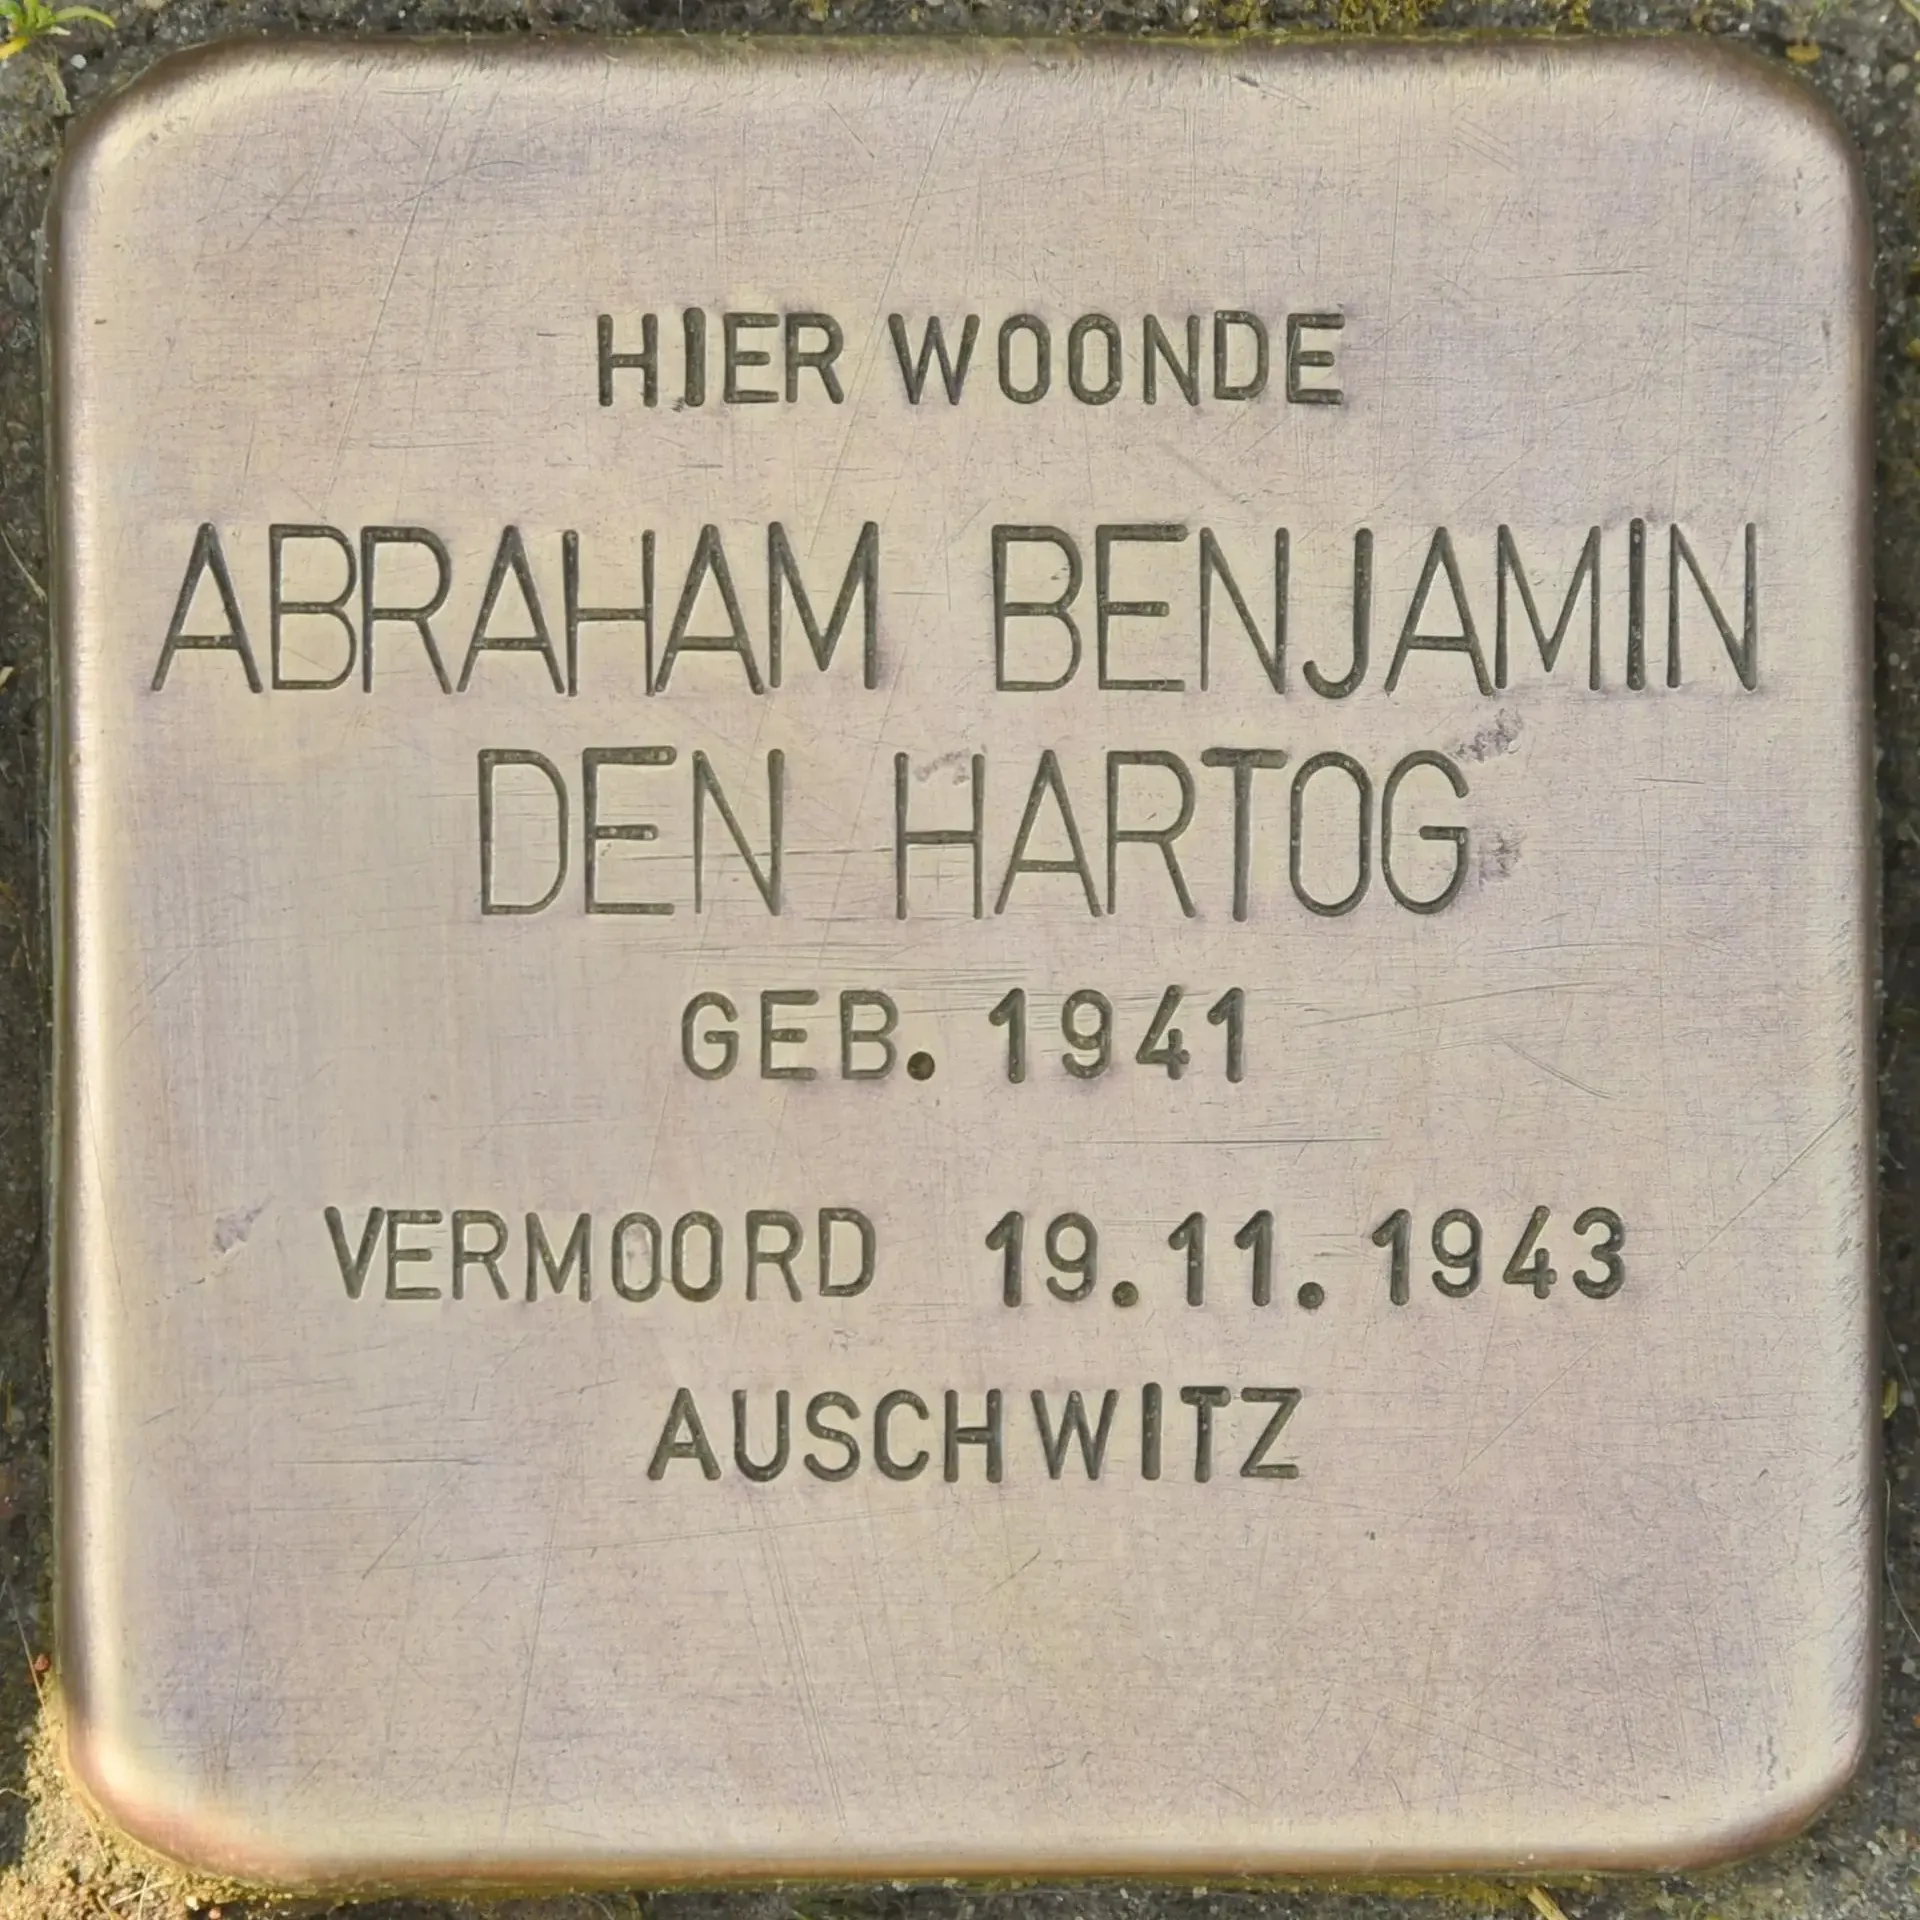 HIER WOONDE
ABRAHAM BENJAMIN
DEN HARTOG
GEB. 1941
VERMOORD 19.11.1943
AUSCHWITZ